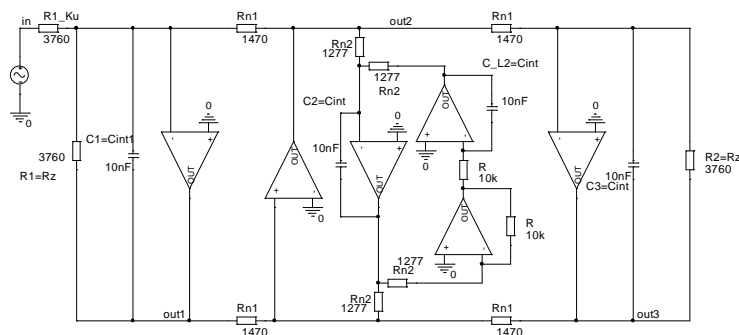 in
R1_Ku
3760
Rn1
1470
out2
Rn1
1470
Rn2
1277
1277
Rn2
C_L2=Cint
10nF
0
-
+
OUT
C1=Cint1
10nF
3760
R1=Rz
0
OUT
+
-
0
C2=Cint
10nF
0
-
+
OUT
OUT
+
-
0
R
10k
OUT
+
-
0
R
10k
0
-
+
OUT
10nF
C3=Cint
R2=Rz
3760
1277
Rn2
Rn2
1277
out1
Rn1
1470
Rn1
1470
out3